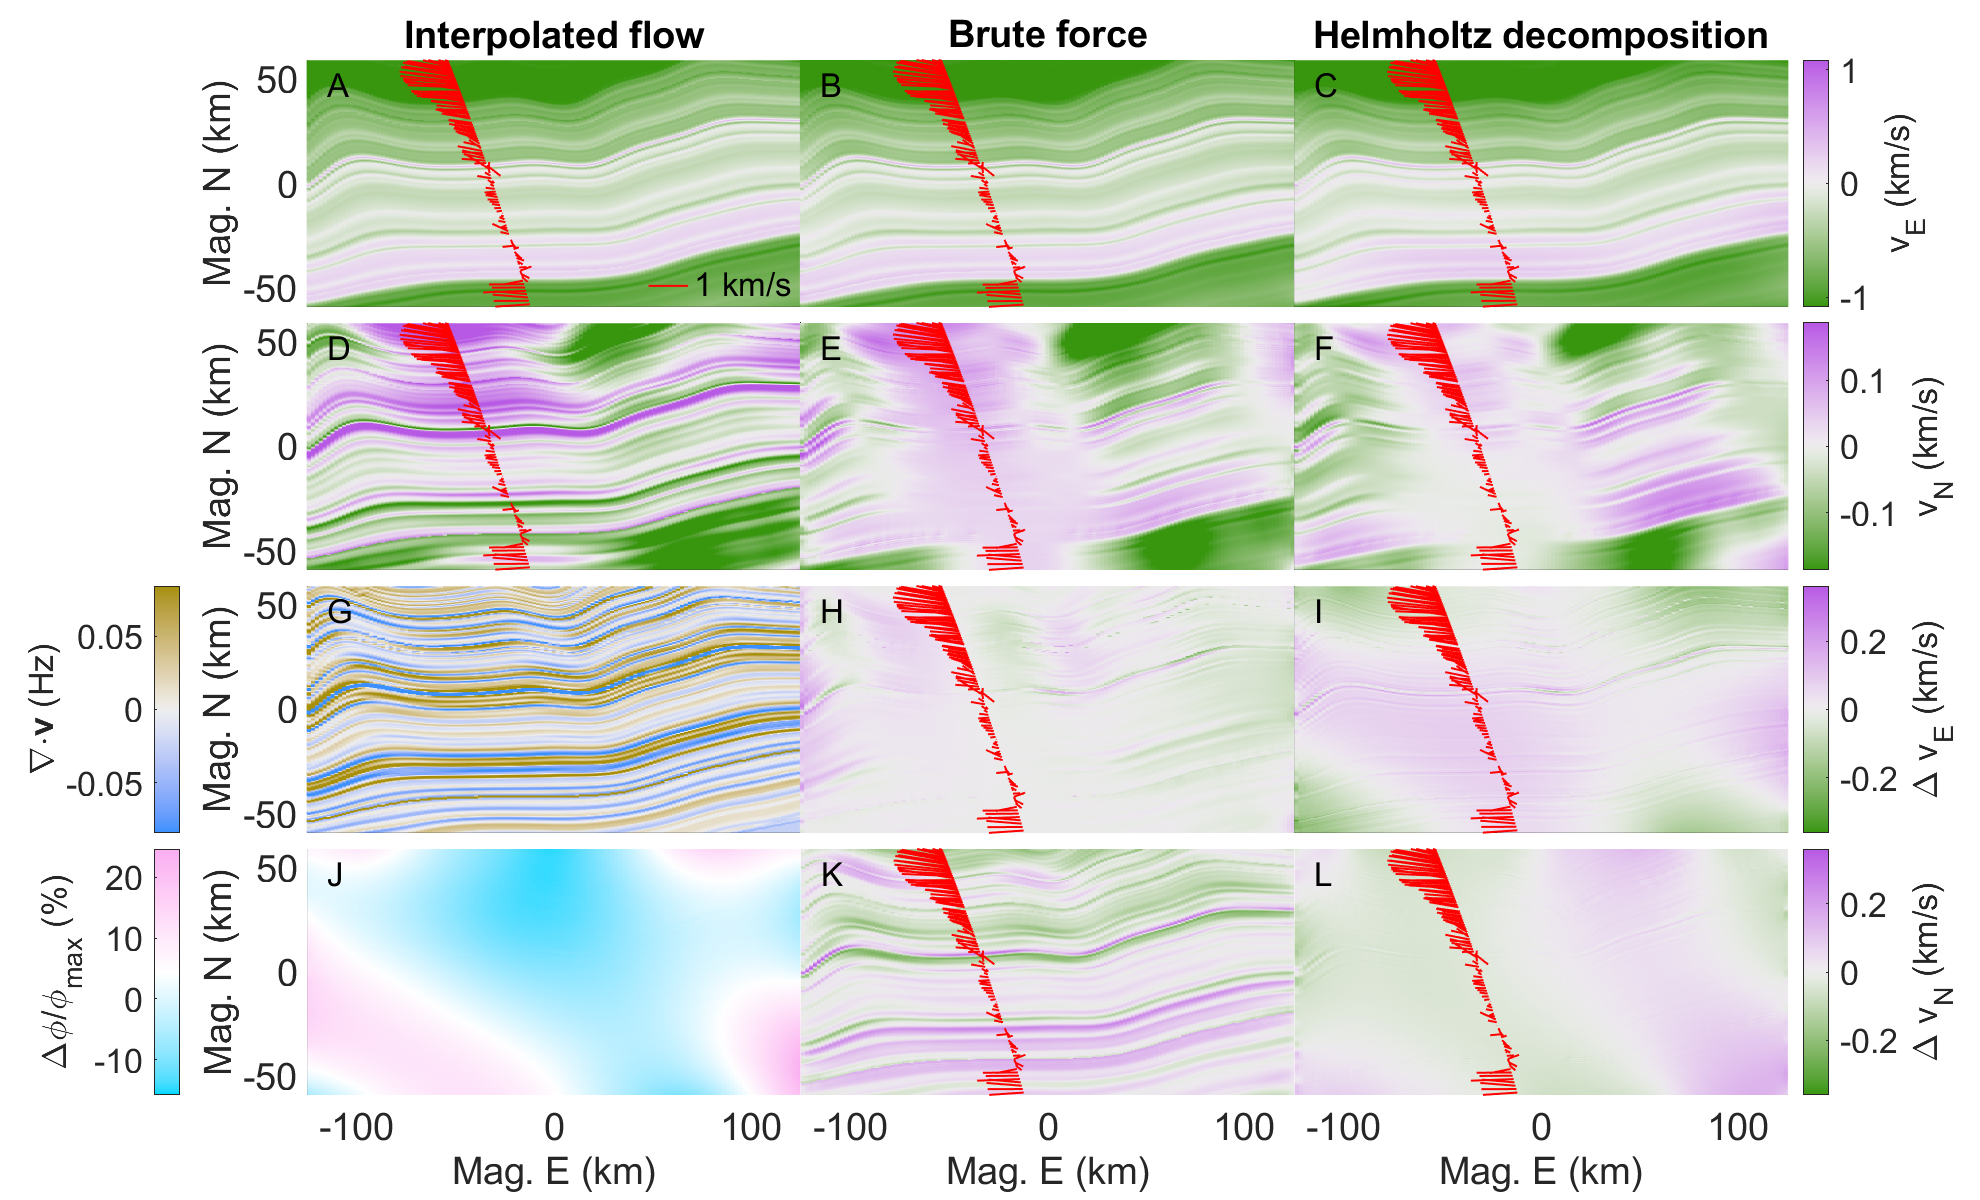 Interpolated flow Brute force Helmholtz decomposition
A B C
50
0
-50
Mag. N (km)
1 km/s
1
0
-1
v_E (km/s)
D E F
50
0
-50
Mag. N (km)
0.1
0
-0.1
v_N (km/s)
∇·v (Hz)
0.05
0
-0.05
G H I
50
0
-50
Mag. N (km)
0.2
0
-0.2
Δ v_E (km/s)
Δϕ/ϕ_max (%)
20
10
0
-10
J K L
50
0
-50
Mag. N (km)
0.2
0
-0.2
Δ v_N (km/s)
-100 0 100 -100 0 100 -100 0 100
Mag. E (km) Mag. E (km) Mag. E (km)